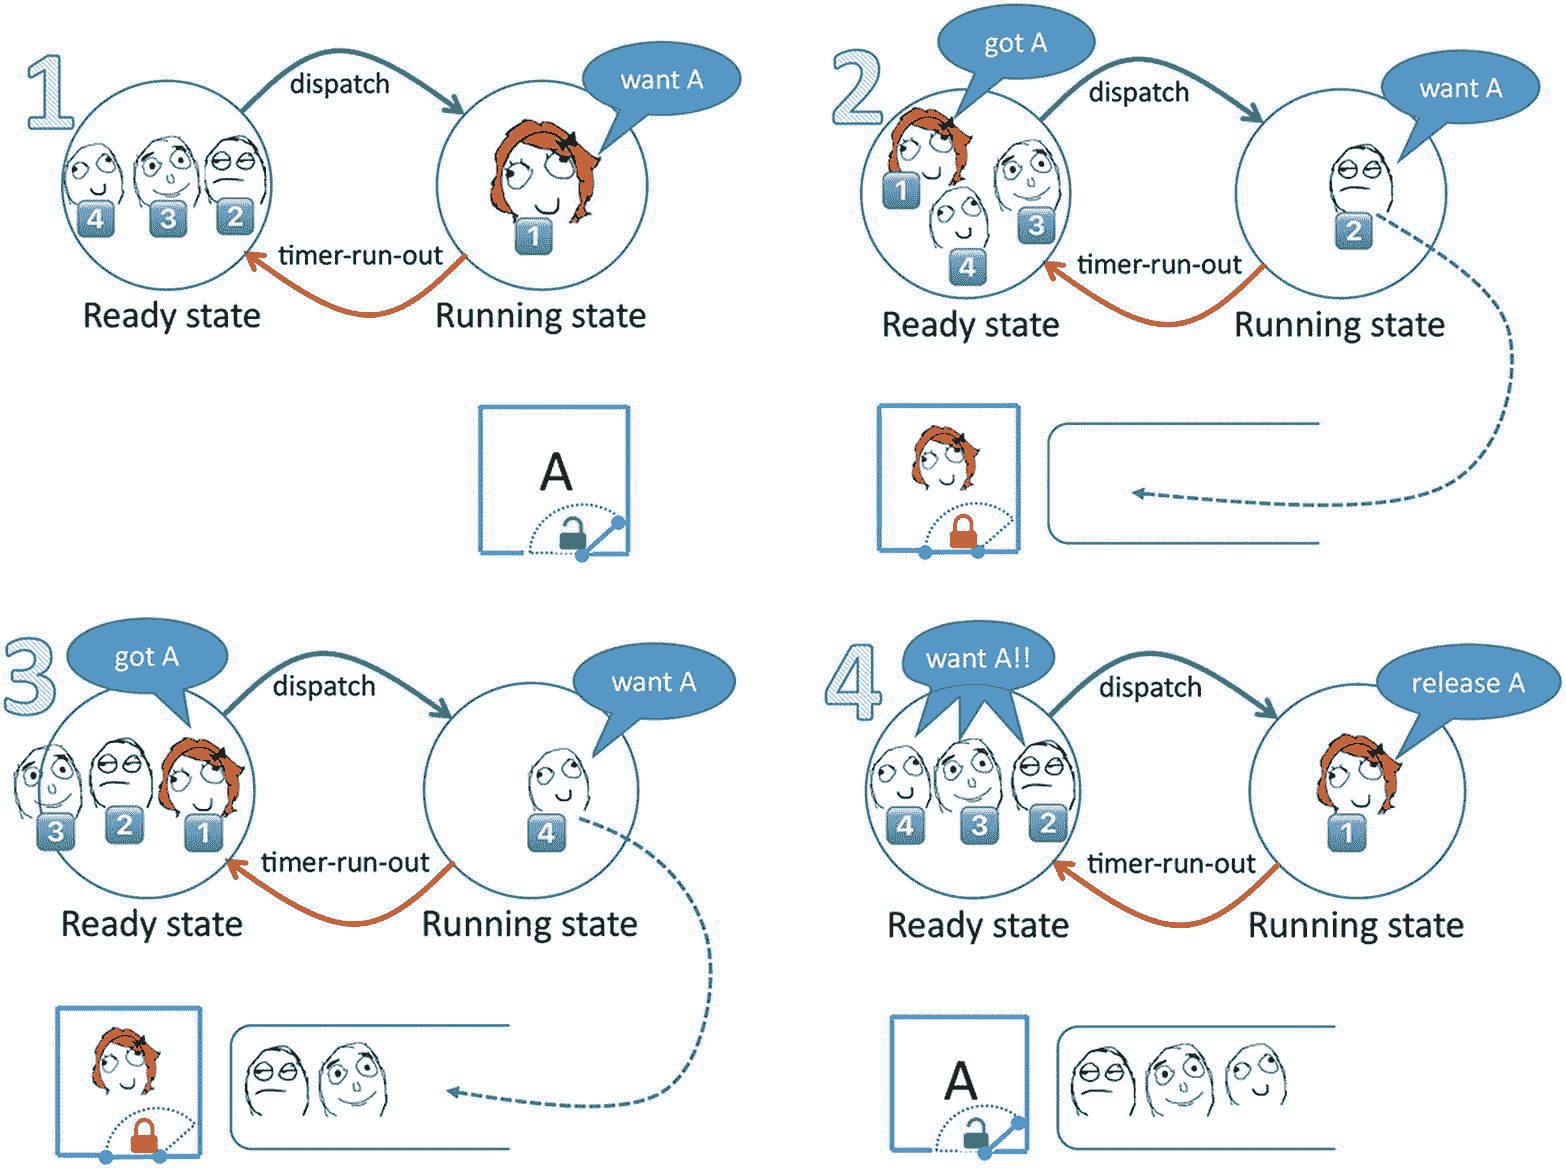 1
dispatch
want A
4
3
2
1
timer-run-out
Ready state
Running state
A
2
got A
dispatch
want A
1
3
4
2
timer-run-out
Ready state
Running state
3
got A
dispatch
want A
3
2
1
4
timer-run-out
Ready state
Running state
4
want A!!
dispatch
release A
4
3
2
1
timer-run-out
Ready state
Running state
A